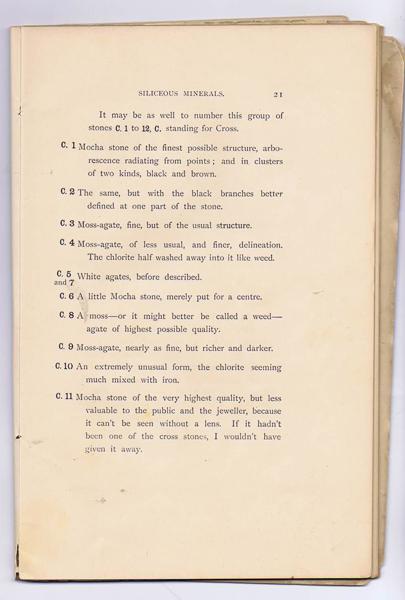 SILICEOUS MINERALS. 21
It may be as well to number this group of
stones C. 1 to 12, C. standing for Cross.
C. 1 Mocha stone of the finest possible structure, arbo-
rescence radiating from points; and in clusters
of two kinds, black and brown.
C. 2 The same, but with the black branches better
defined at one part of the stone.
C. 3 Moss-agate, fine, but of the usual structure.
C. 4 Moss-agate, of less usual, and finer, delineation.
The chlorite half washed away into it like weed.
C. 5
and 7 White agates, before described.
C. 6 A little Mocha stone, merely put for a centre.
C. 8 A moss—or it might better be called a weed—
agate of highest possible quality.
C. 9 Moss-agate, nearly as fine, but richer and darker.
C. 10 An extremely unusual form, the chlorite seeming
much mixed with iron.
C. 11 Mocha stone of the very highest quality, but less
valuable to the public and the jeweller, because
it can't be seen without a lens. If it hadn't
been one of the cross stones, I wouldn't have
given it away.